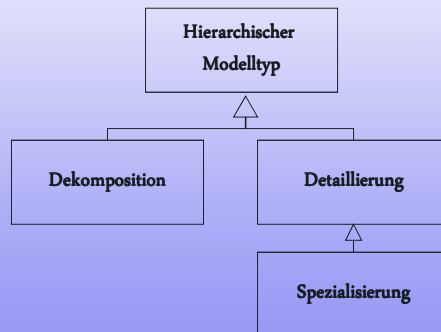 Hierarchischer
Modelltyp
Dekomposition
Detaillierung
Spezialisierung